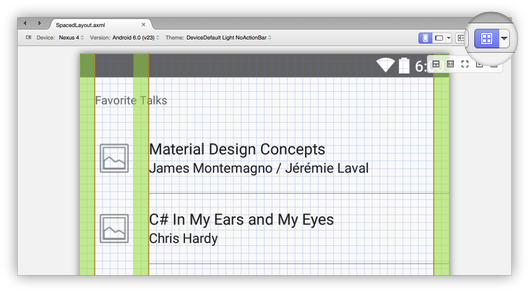 SpacedLayout.axml
Device: Nexus 4 Version: Android 6.0 (v23) Theme: DeviceDefault Light NoActionBar
6:
Favorite Talks
Material Design Concepts
James Montemagno / Jérémie Laval
C# In My Ears and My Eyes
Chris Hardy